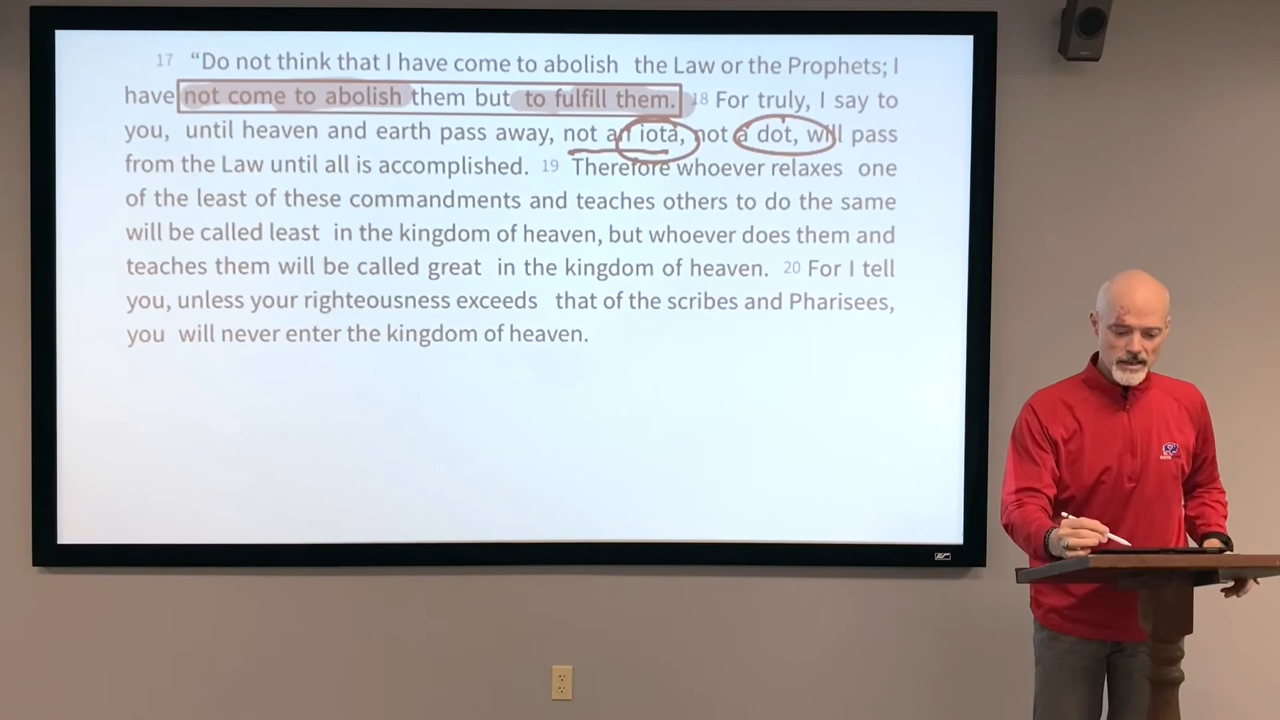 17 “Do not think that I have come to abolish the Law or the Prophets; I
have not come to abolish them but to fulfill them. 18 For truly, I say to
you, until heaven and earth pass away, not an iota, not a dot, will pass
from the Law until all is accomplished. 19 Therefore whoever relaxes one
of the least of these commandments and teaches others to do the same
will be called least in the kingdom of heaven, but whoever does them and
teaches them will be called great in the kingdom of heaven. 20 For I tell
you, unless your righteousness exceeds that of the scribes and Pharisees,
you will never enter the kingdom of heaven.